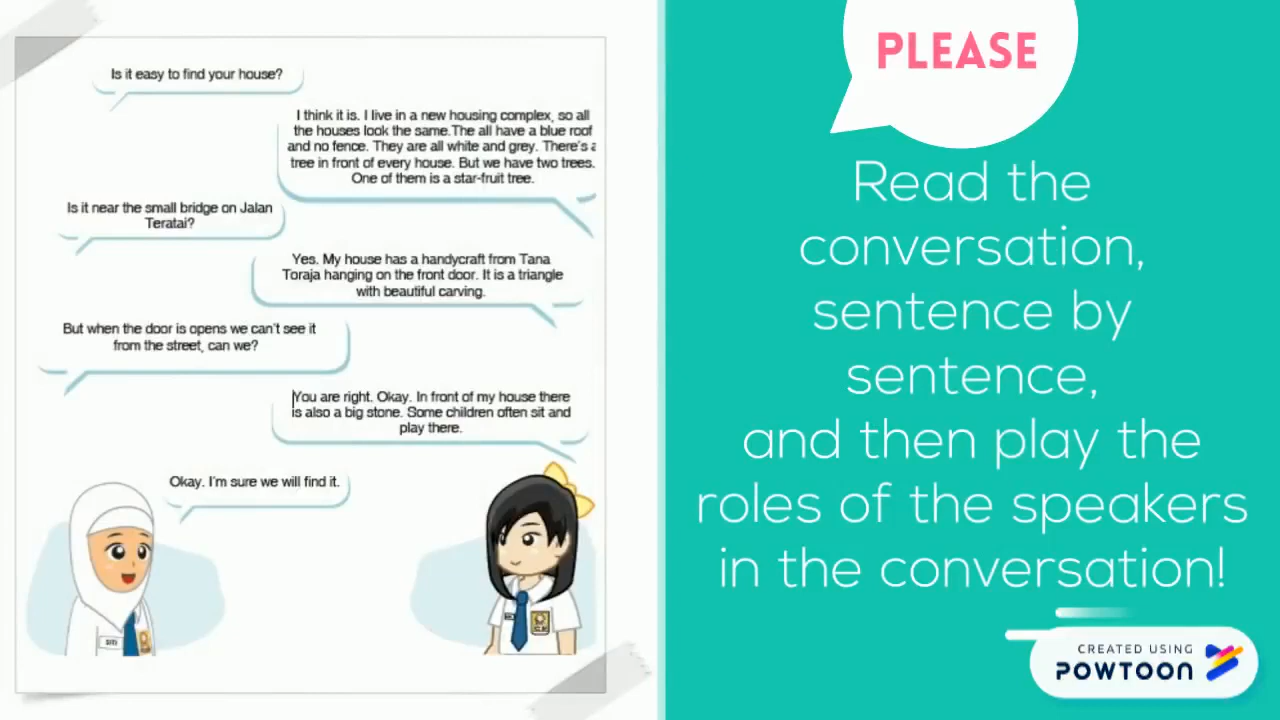 Is it easy to find your house?
I think it is. I live in a new housing complex, so all
the houses look the same.The all have a blue roof
and no fence. They are all white and grey. There's a
tree in front of every house. But we have two trees.
One of them is a star-fruit tree.
Is it near the small bridge on Jalan
Teratai?
Yes. My house has a handycraft from Tana
Toraja hanging on the front door. It is a triangle
with beautiful carving.
But when the door is opens we can't see it
from the street, can we?
You are right. Okay. In front of my house there
is also a big stone. Some children often sit and
play there.
Okay. I'm sure we will find it.
SITI
PLEASE
Read the
conversation,
sentence by
sentence,
and then play the
roles of the speakers
in the conversation!
CREATED USING
POWTOON